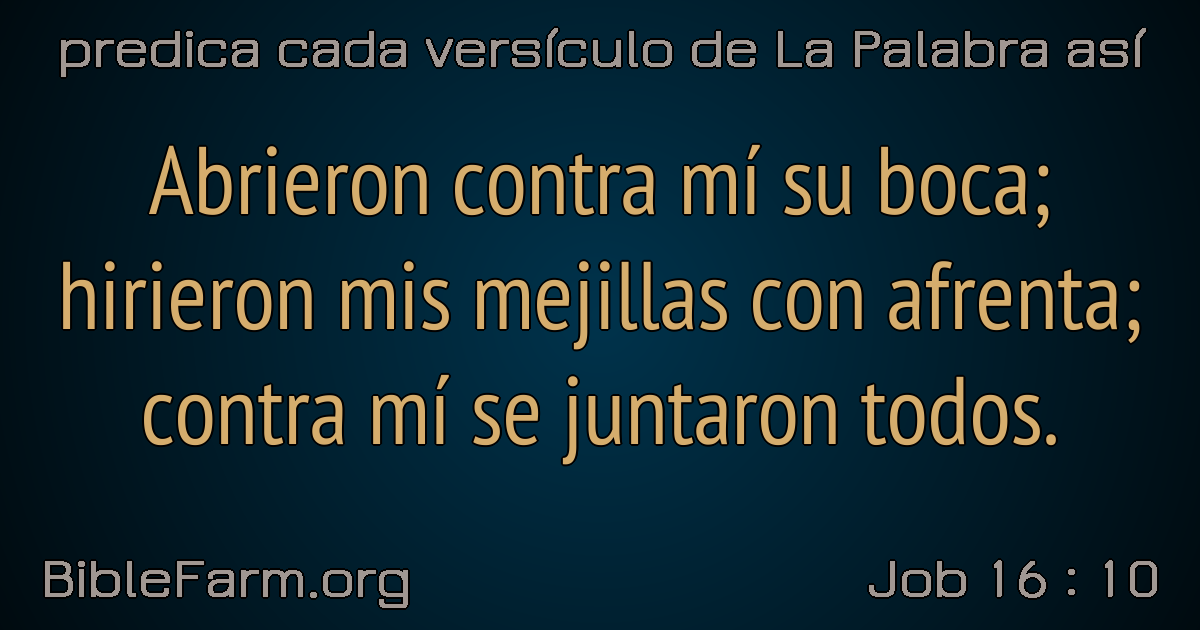 predica cada versículo de La Palabra así
Abrieron contra mí su boca;
hirieron mis mejillas con afrenta;
contra mí se juntaron todos.
BibleFarm.org
Job 16 : 10